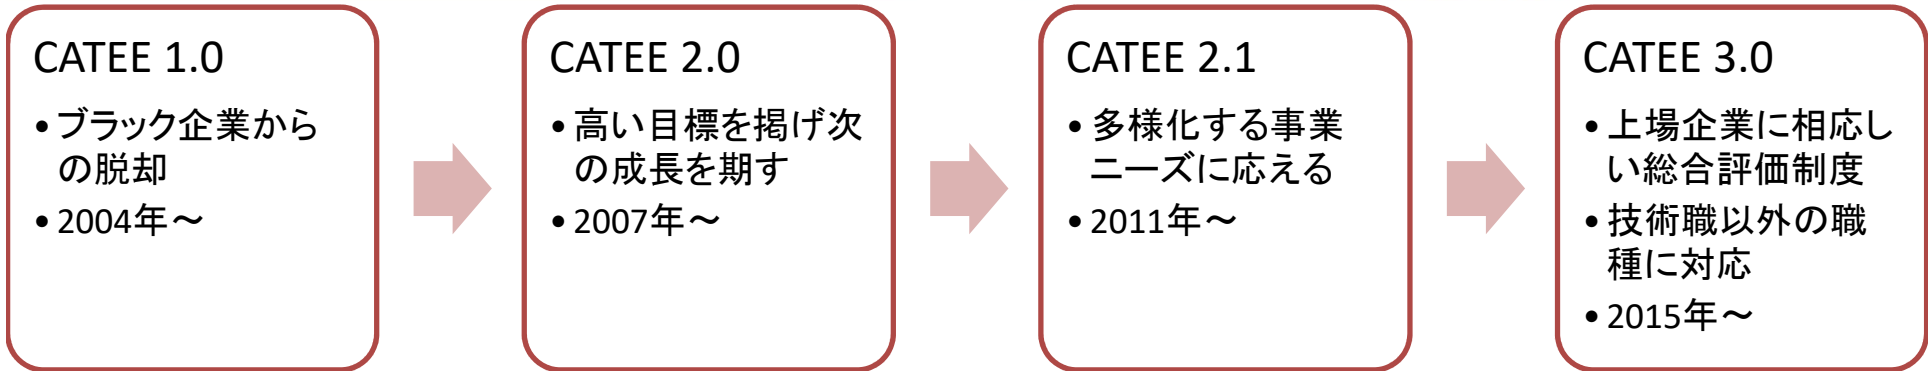 CATEE 1.0
•ブラック企業から
の脱却
•2004年～
CATEE 2.0
•高い目標を掲げ次
の成長を期す
•2007年～
CATEE 2.1
•多様化する事業
ニーズに応える
•2011年～
CATEE 3.0
•上場企業に相応し
い総合評価制度
•技術職以外の職
種に対応
•2015年～